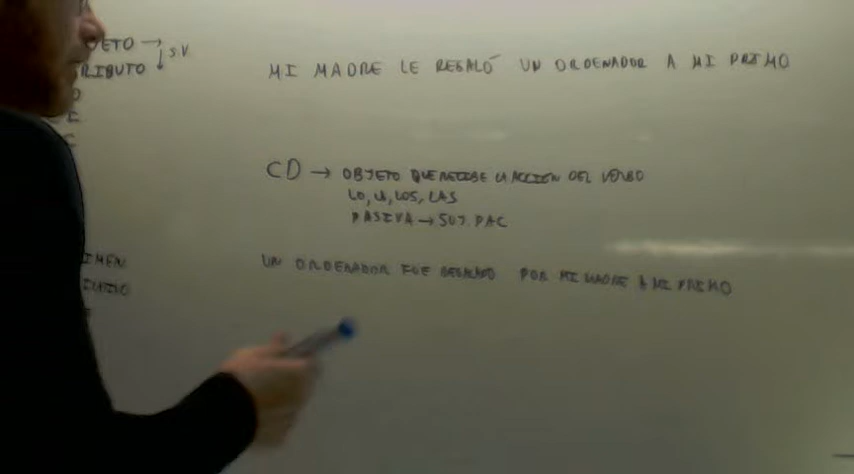 ETO → S.V
RIBUTO
MI MADRE LE REGALÓ UN ORDENADOR A MI PRIMO
CD → OBJETO QUE RECIBE LA ACCIÓN DEL VERBO
LO, LA, LOS, LAS
PASIVA → SUJ. PAC
IMEN
UN ORDENADOR FUE REGALADO POR MI MADRE A MI PRIMO